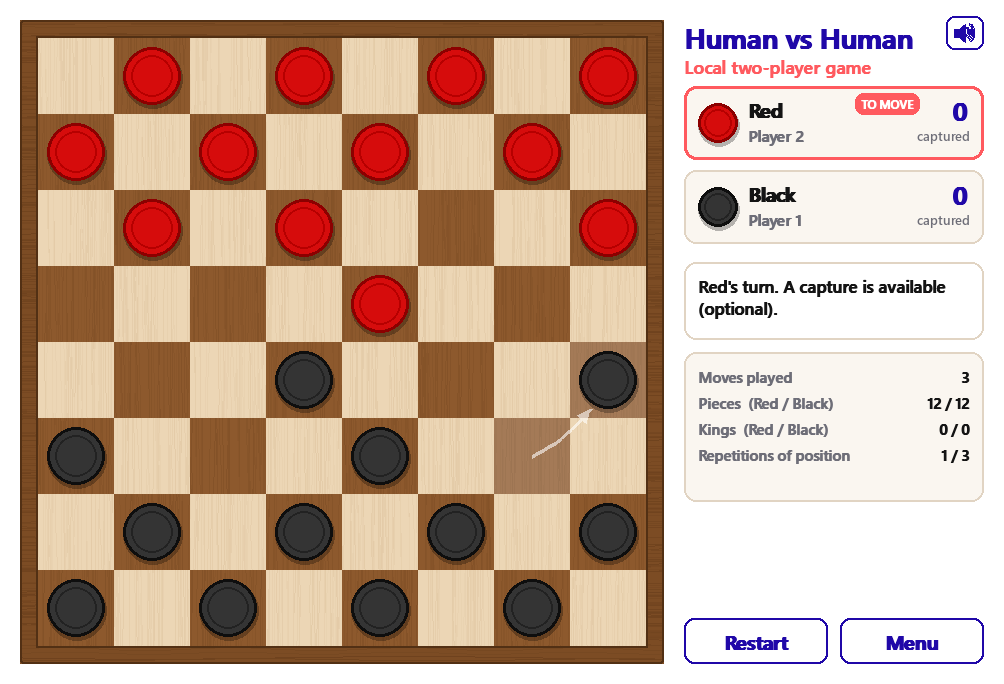 Human vs Human
Local two-player game
Red
TO MOVE
0
Player 2
captured
Black
0
Player 1
captured
Red's turn. A capture is available
(optional).
Moves played 3
Pieces (Red / Black) 12 / 12
Kings (Red / Black) 0 / 0
Repetitions of position 1 / 3
Restart
Menu